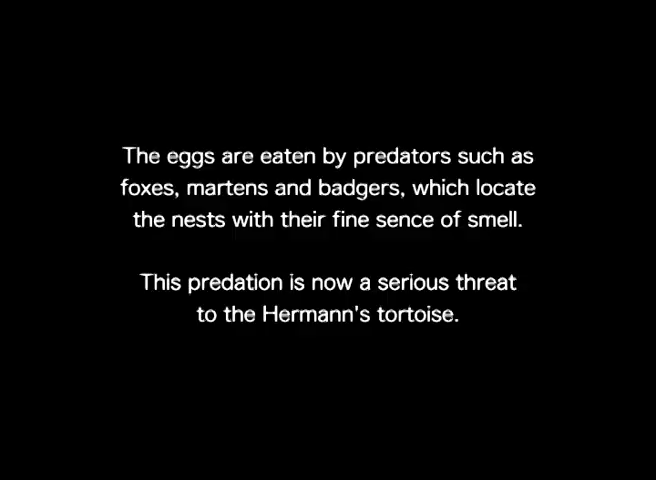 The eggs are eaten by predators such as
foxes, martens and badgers, which locate
the nests with their fine sence of smell.
This predation is now a serious threat
to the Hermann's tortoise.